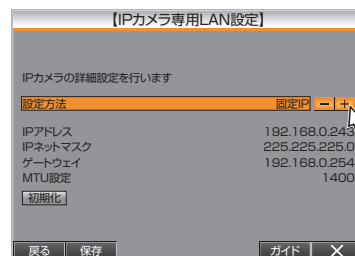 【IPカメラ専用LAN設定】
IPカメラの詳細設定を行います
設定方法 固定IP － ＋
IPアドレス 192.168.0.243
IPネットマスク 225.225.225.0
ゲートウェイ 192.168.0.254
MTU設定 1400
初期化
戻る 保存 ガイド ×